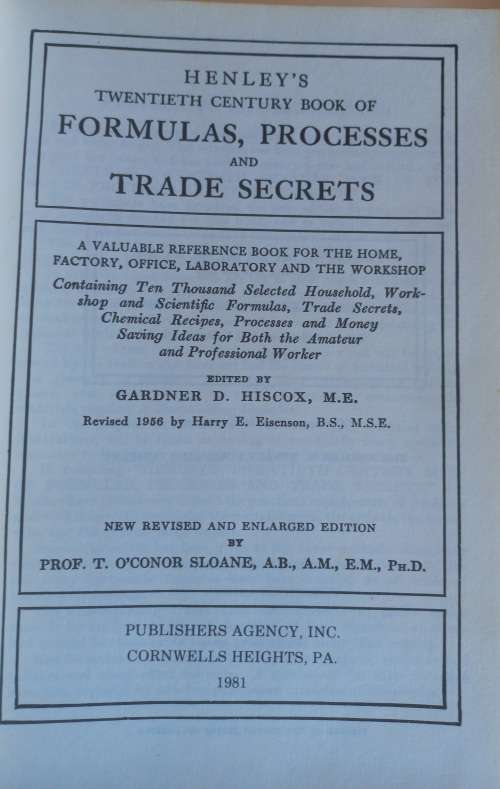 HENLEY'S
TWENTIETH CENTURY BOOK OF
FORMULAS, PROCESSES
AND
TRADE SECRETS
A VALUABLE REFERENCE BOOK FOR THE HOME,
FACTORY, OFFICE, LABORATORY AND THE WORKSHOP
Containing Ten Thousand Selected Household, Work-
shop and Scientific Formulas, Trade Secrets,
Chemical Recipes, Processes and Money
Saving Ideas for Both the Amateur
and Professional Worker
EDITED BY
GARDNER D. HISCOX, M.E.
Revised 1956 by Harry E. Eisenson, B.S., M.S.E.
NEW REVISED AND ENLARGED EDITION
BY
PROF. T. O'CONOR SLOANE, A.B., A.M., E.M., PH.D.
PUBLISHERS AGENCY, INC.
CORNWELLS HEIGHTS, PA.
1981